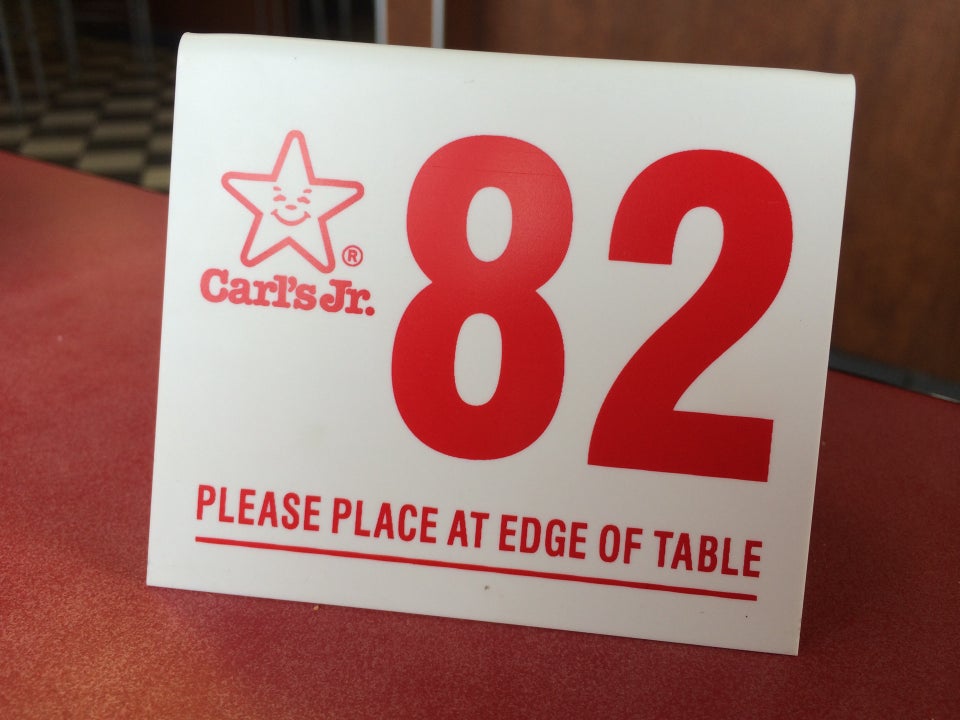 82
®
Carl's Jr.
PLEASE PLACE AT EDGE OF TABLE